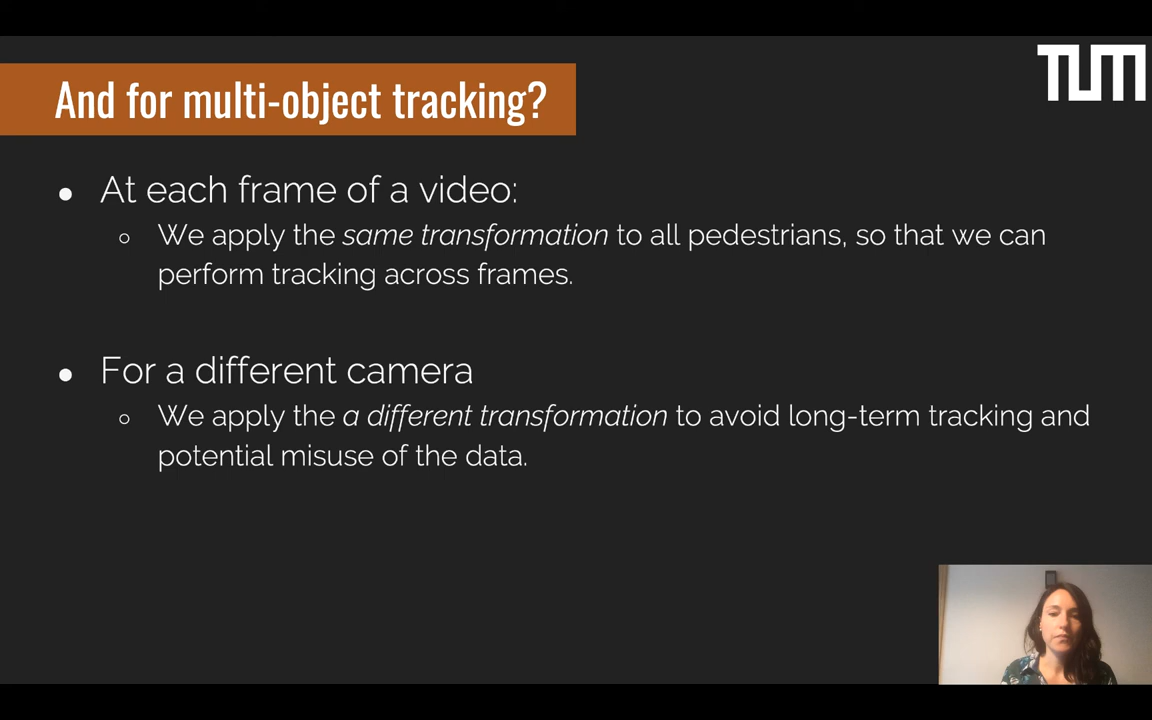 TUM
And for multi-object tracking?
● At each frame of a video:
○ We apply the same transformation to all pedestrians, so that we can
perform tracking across frames.
● For a different camera
○ We apply the a different transformation to avoid long-term tracking and
potential misuse of the data.